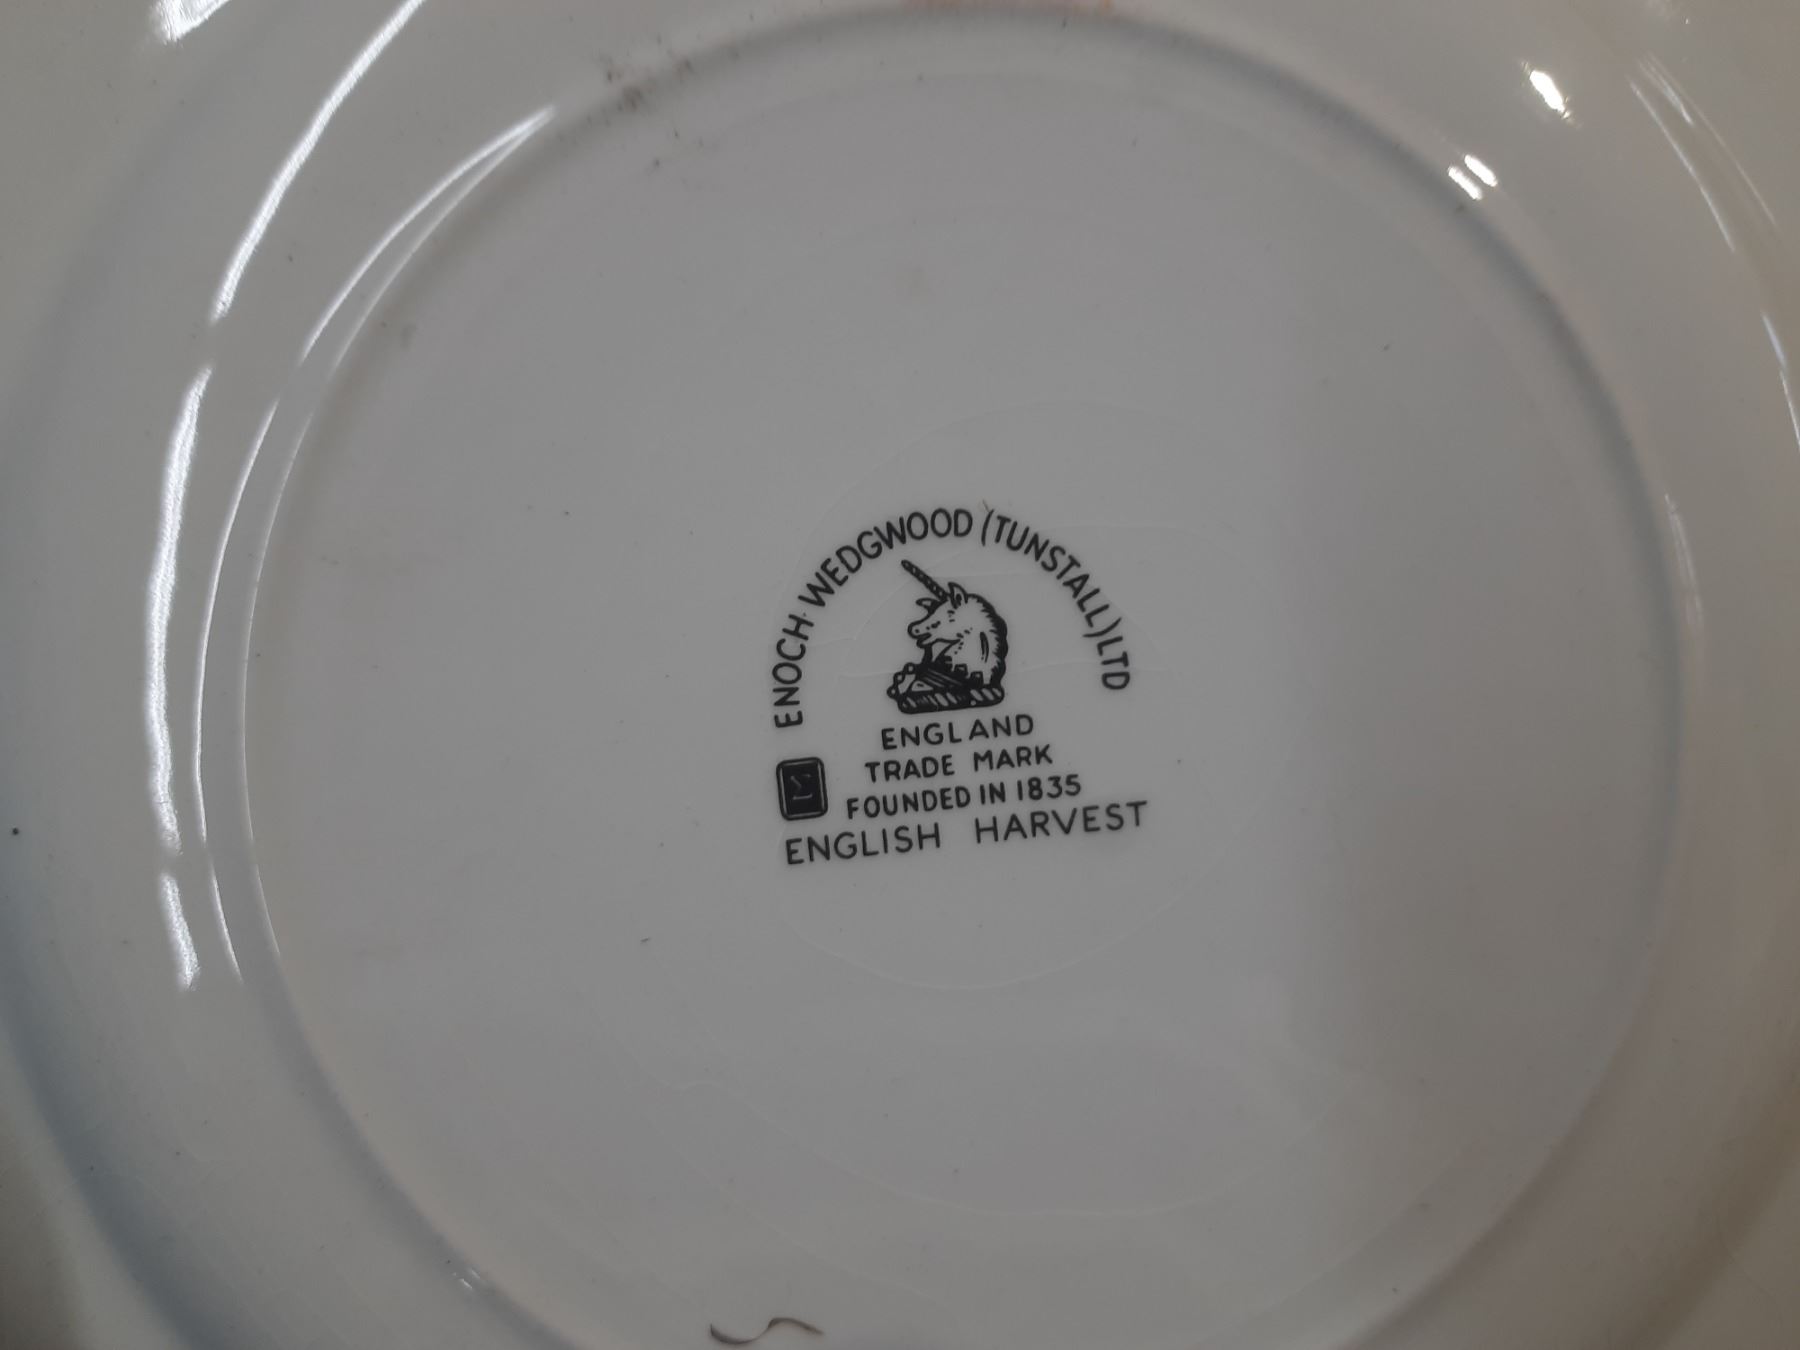 ENOCH WEDGWOOD (TUNSTALL) LTD
ENGLAND
TRADE MARK
FOUNDED IN 1835
Σ
ENGLISH HARVEST